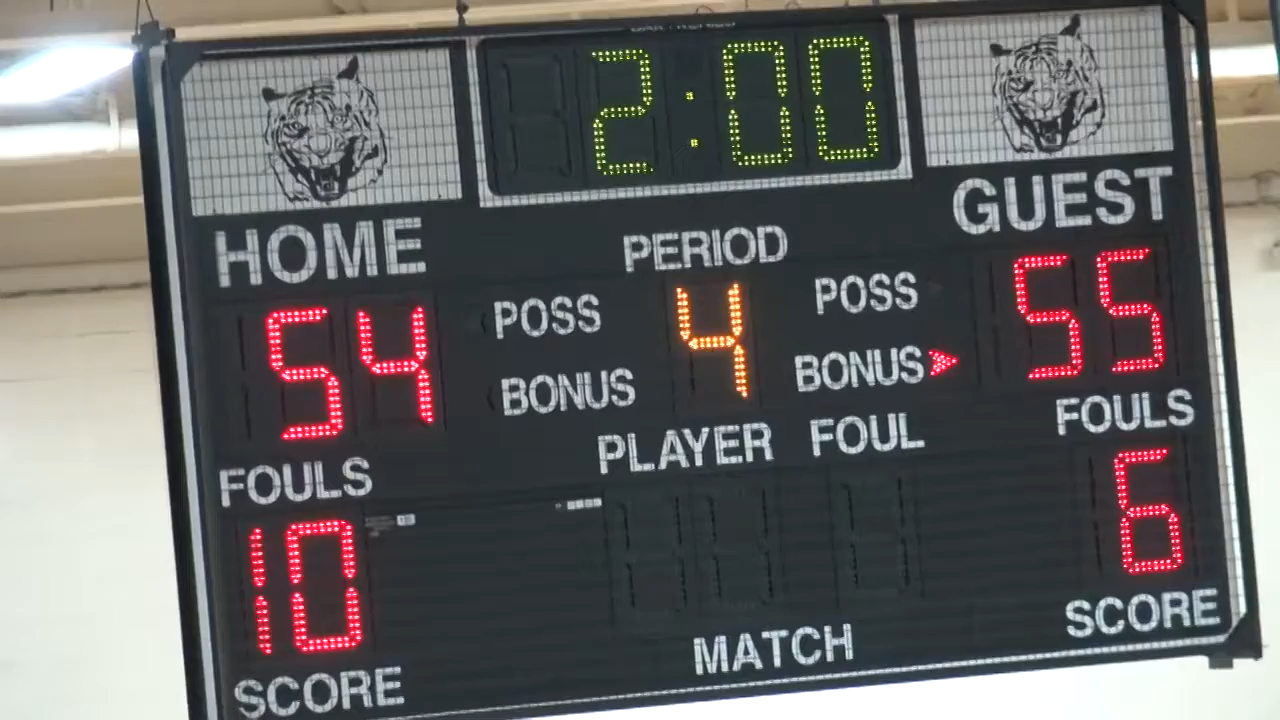 2:00
HOME
PERIOD
GUEST
54
POSS
4
POSS
55
BONUS
BONUS
FOULS
PLAYER
FOUL
FOULS
10
6
SCORE
MATCH
SCORE